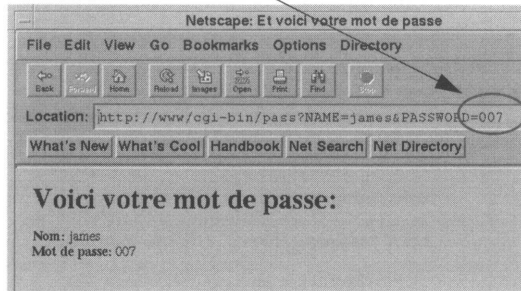 Netscape: Et voici votre mot de passe
File Edit View Go Bookmarks Options Directory
Back Forward Home Reload Images Open Print Find Stop
Location: http://www/cgi-bin/pass?NAME=james&PASSWORD=007
What's New What's Cool Handbook Net Search Net Directory
Voici votre mot de passe:
Nom: james
Mot de passe: 007